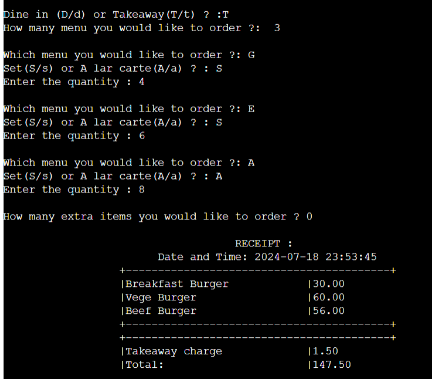 Dine in (D/d) or Takeaway(T/t) ? :T
How many menu you would like to order ?:  3
Which menu you would like to order ?: G
Set(S/s) or A lar carte(A/a) ? : S
Enter the quantity : 4
Which menu you would like to order ?: E
Set(S/s) or A lar carte(A/a) ? : S
Enter the quantity : 6
Which menu you would like to order ?: A
Set(S/s) or A lar carte(A/a) ? : A
Enter the quantity : 8
How many extra items you would like to order ? 0
RECEIPT :
Date and Time: 2024-07-18 23:53:45
+-----------------------------------------+
|Breakfast Burger            |30.00
|Vege Burger                 |60.00
|Beef Burger                 |56.00
+-----------------------------------------+
+-----------------------------------------+
|Takeaway charge             |1.50
|Total:                      |147.50